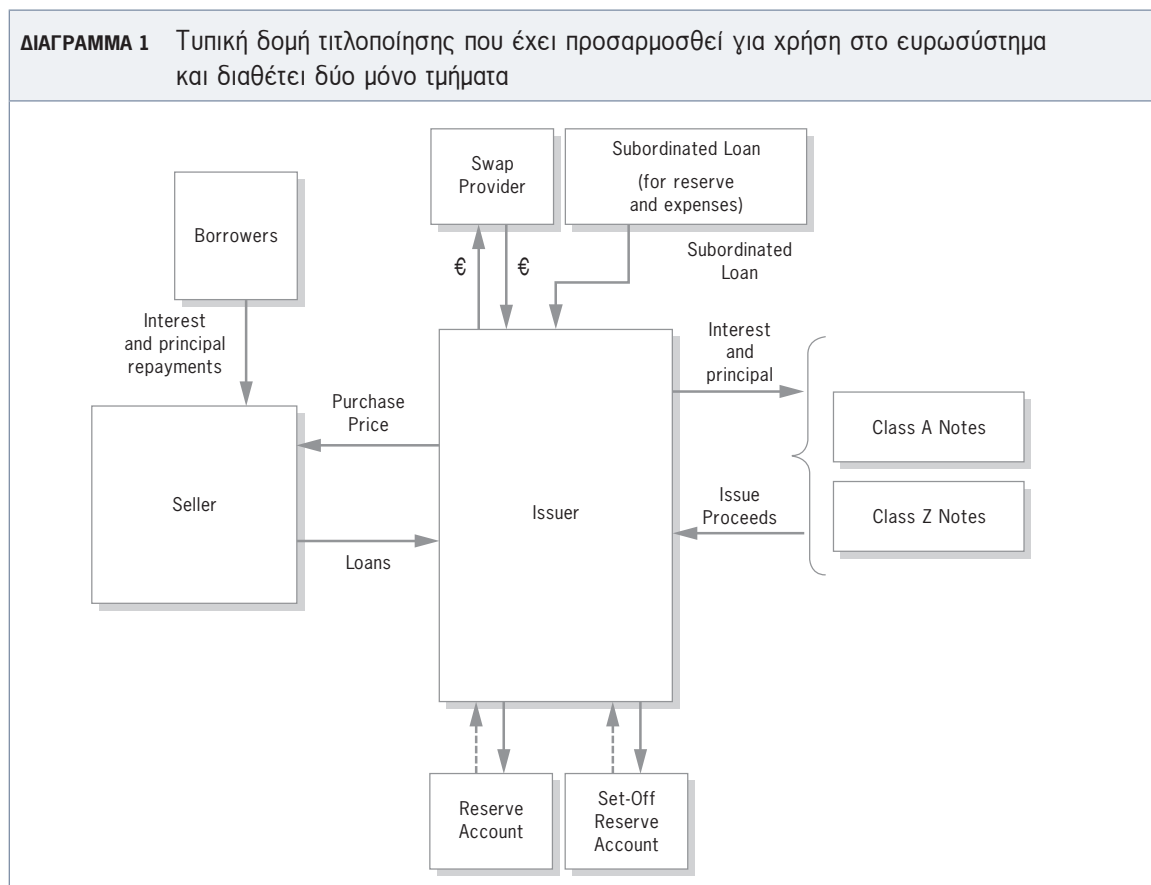 ΔΙΑΓΡΑΜΜΑ 1 Τυπική δομή τιτλοποίησης που έχει προσαρμοσθεί για χρήση στο ευρωσύστημα
και διαθέτει δύο μόνο τμήματα
Swap
Provider
Subordinated Loan
(for reserve
and expenses)
Borrowers
€
€
Subordinated
Loan
Interest
and principal
repayments
Interest
and
principal
Purchase
Price
Class A Notes
Seller
Issuer
Issue
Proceeds
Class Z Notes
Loans
Reserve
Account
Set-Off
Reserve
Account